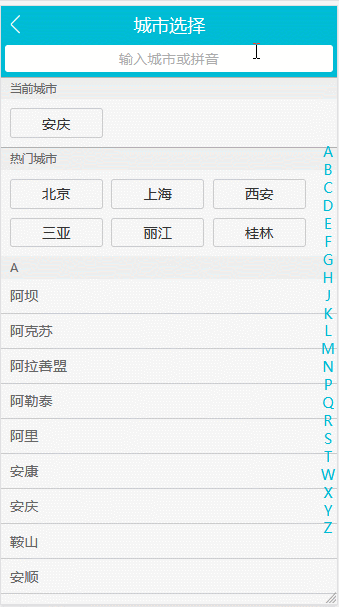 城市选择
输入城市或拼音
当前城市
安庆
热门城市
北京 上海 西安
三亚 丽江 桂林
A
阿坝
阿克苏
阿拉善盟
阿勒泰
阿里
安康
安庆
鞍山
安顺
A
B
C
D
E
F
G
H
J
K
L
M
N
P
Q
R
S
T
W
X
Y
Z